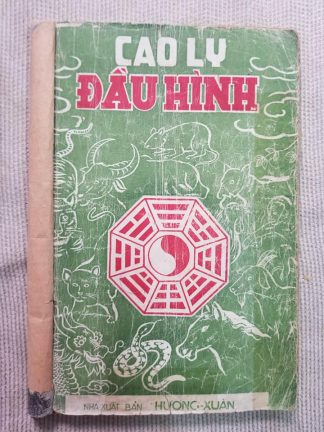 CAO LY
ĐẦU HÌNH
NHÀ XUẤT BẢN HƯƠNG-XUÂN